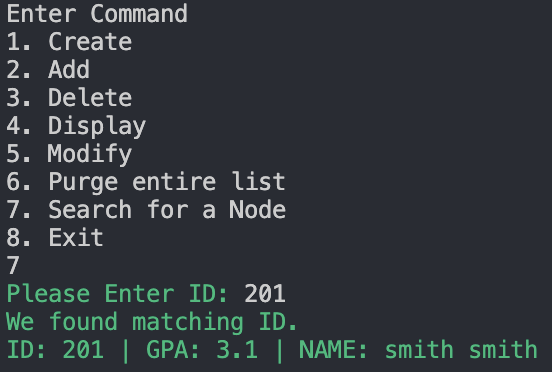 Enter Command
1. Create
2. Add
3. Delete
4. Display
5. Modify
6. Purge entire list
7. Search for a Node
8. Exit
7
Please Enter ID: 201
We found matching ID.
ID: 201 | GPA: 3.1 | NAME: smith smith